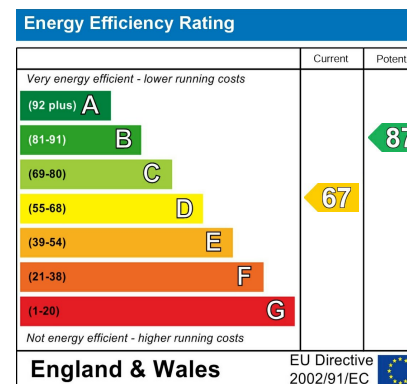 Energy Efficiency Rating
Current Potent
Very energy efficient - lower running costs
(92 plus) A
(81-91) B 87
(69-80) C
(55-68) D 67
(39-54) E
(21-38) F
(1-20) G
Not energy efficient - higher running costs
England & Wales
EU Directive
2002/91/EC